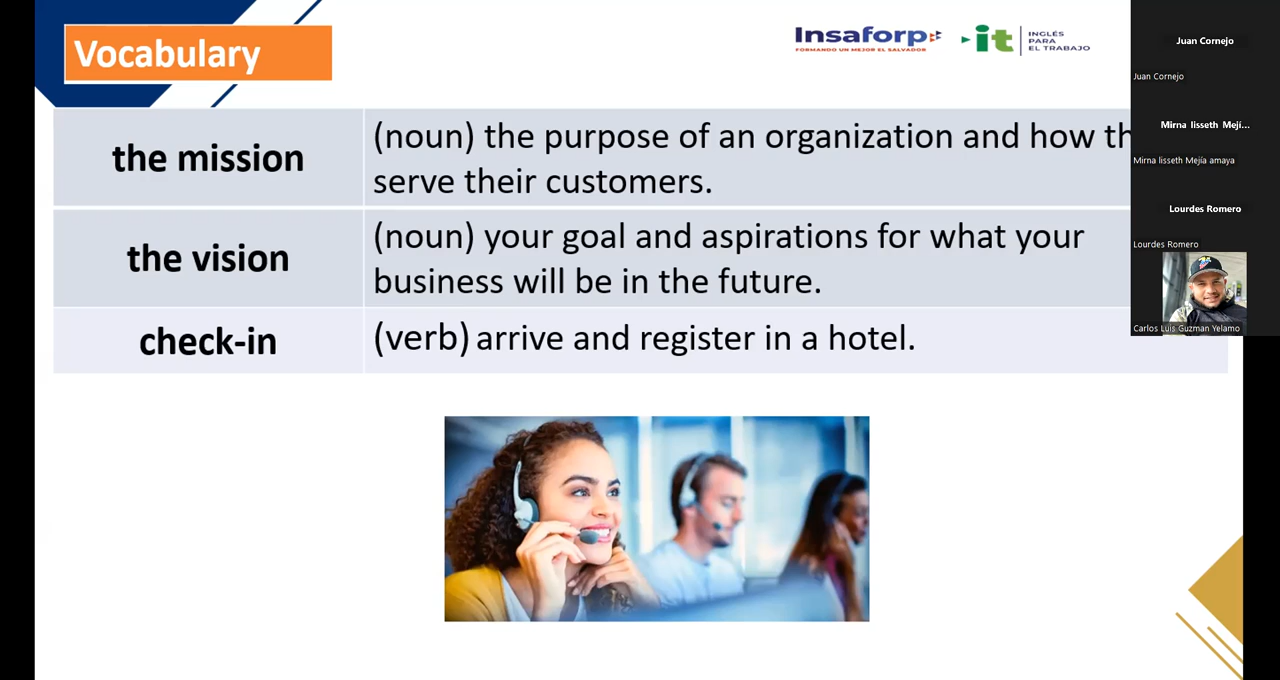 Vocabulary
Insaforp
FORMANDO UN MEJOR EL SALVADOR
it
INGLÉS
PARA
EL TRABAJO
the mission
(noun) the purpose of an organization and how th
serve their customers.
the vision
(noun) your goal and aspirations for what your
business will be in the future.
check-in
(verb) arrive and register in a hotel.
Juan Cornejo
Juan Cornejo
Mirna lisseth Mejí...
Mirna lisseth Mejía amaya
Lourdes Romero
Lourdes Romero
Carlos Luis Guzman Yelamo